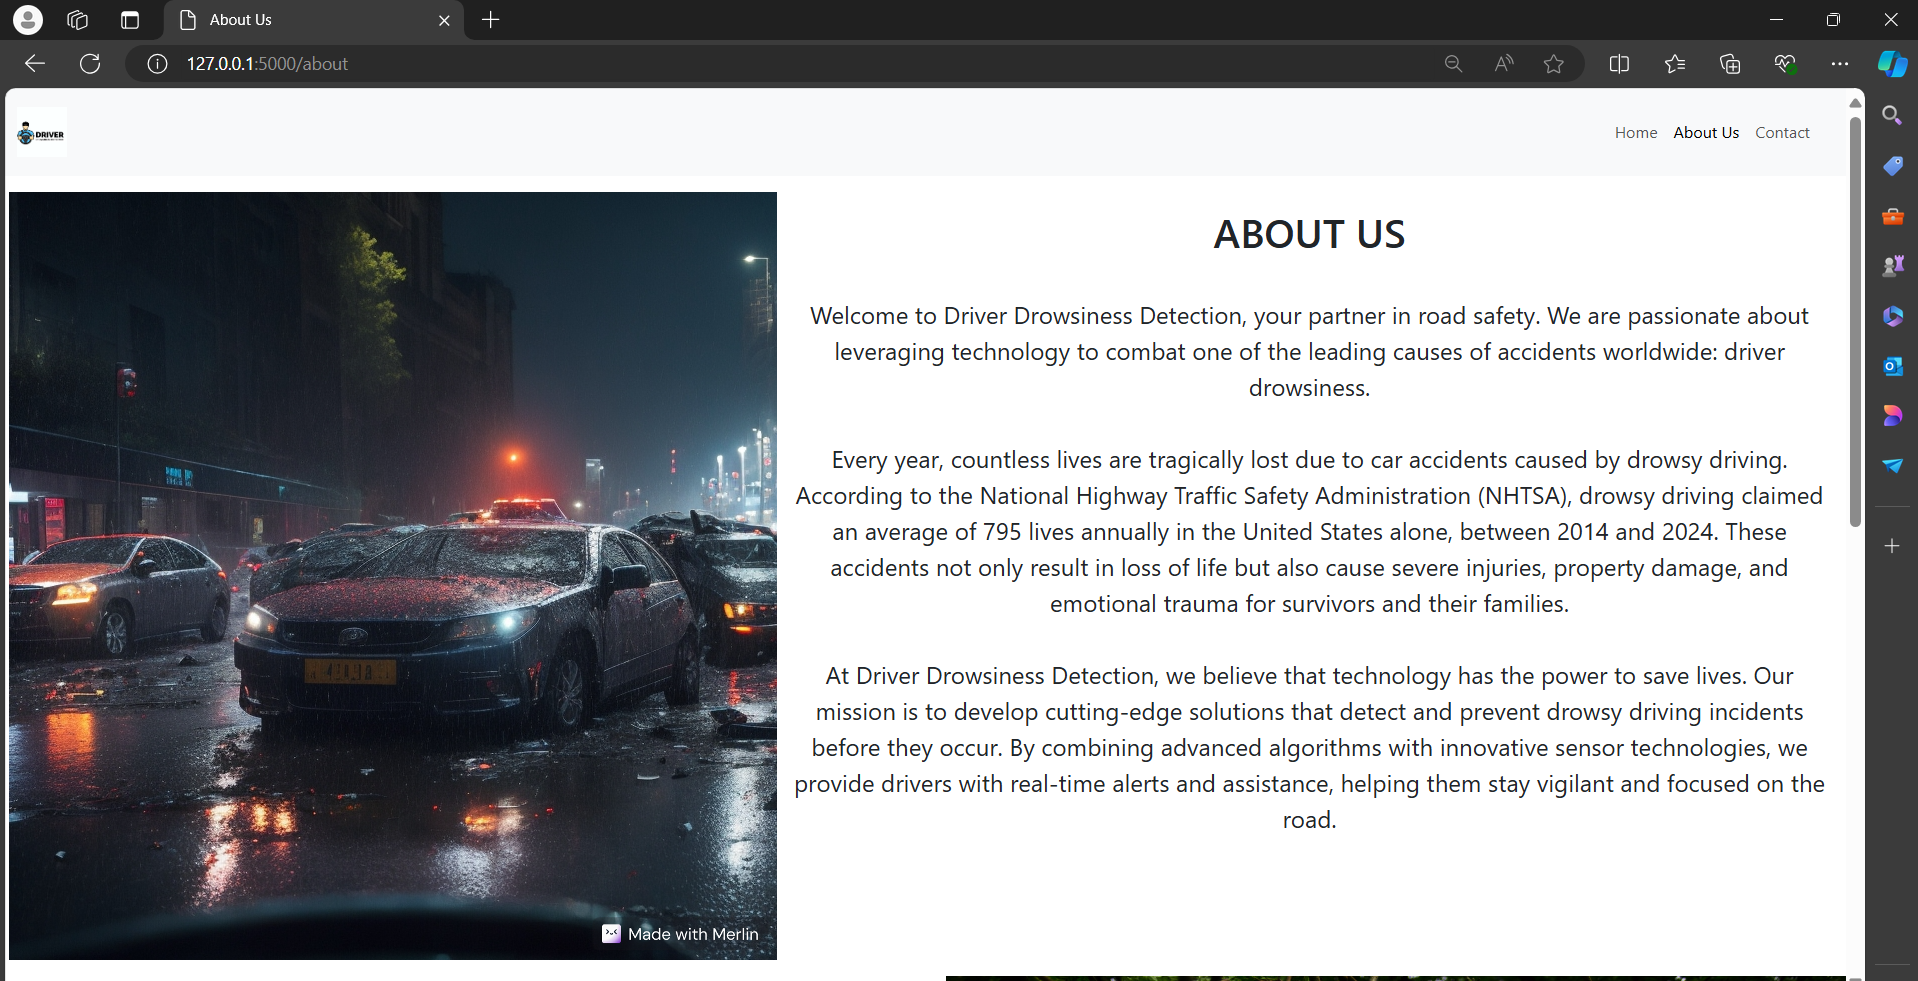 About Us
127.0.0.1:5000/about
DRIVER
Home About Us Contact
ABOUT US
Welcome to Driver Drowsiness Detection, your partner in road safety. We are passionate about
leveraging technology to combat one of the leading causes of accidents worldwide: driver
drowsiness.
Every year, countless lives are tragically lost due to car accidents caused by drowsy driving.
According to the National Highway Traffic Safety Administration (NHTSA), drowsy driving claimed
an average of 795 lives annually in the United States alone, between 2014 and 2024. These
accidents not only result in loss of life but also cause severe injuries, property damage, and
emotional trauma for survivors and their families.
At Driver Drowsiness Detection, we believe that technology has the power to save lives. Our
mission is to develop cutting-edge solutions that detect and prevent drowsy driving incidents
before they occur. By combining advanced algorithms with innovative sensor technologies, we
provide drivers with real-time alerts and assistance, helping them stay vigilant and focused on the
road.
Made with Merlin